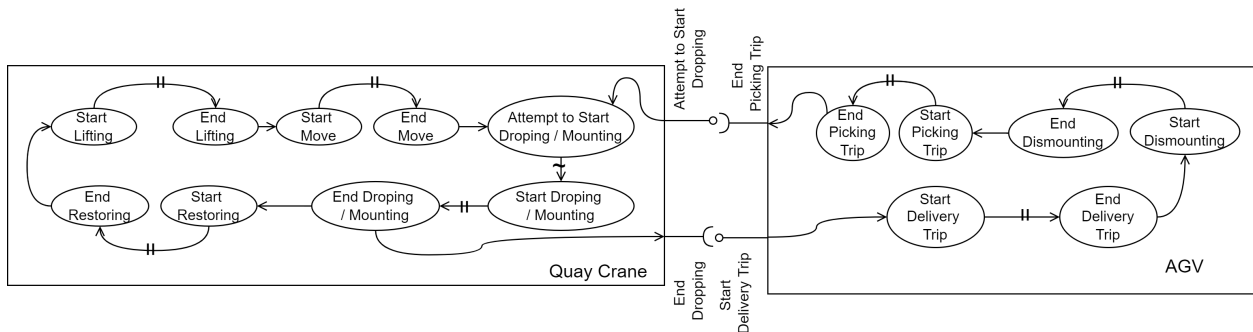 Attempt to Start
Dropping
End
Picking Trip
Start
Lifting
End
Lifting
Start
Move
End
Move
Attempt to Start
Droping / Mounting
~
End
Restoring
Start
Restoring
End Droping
/ Mounting
Start Droping
/ Mounting
Quay Crane
End
Picking
Trip
Start
Picking
Trip
End
Dismounting
Start
Dismounting
Start
Delivery
Trip
End
Delivery
Trip
AGV
End
Dropping
Start
Delivery Trip